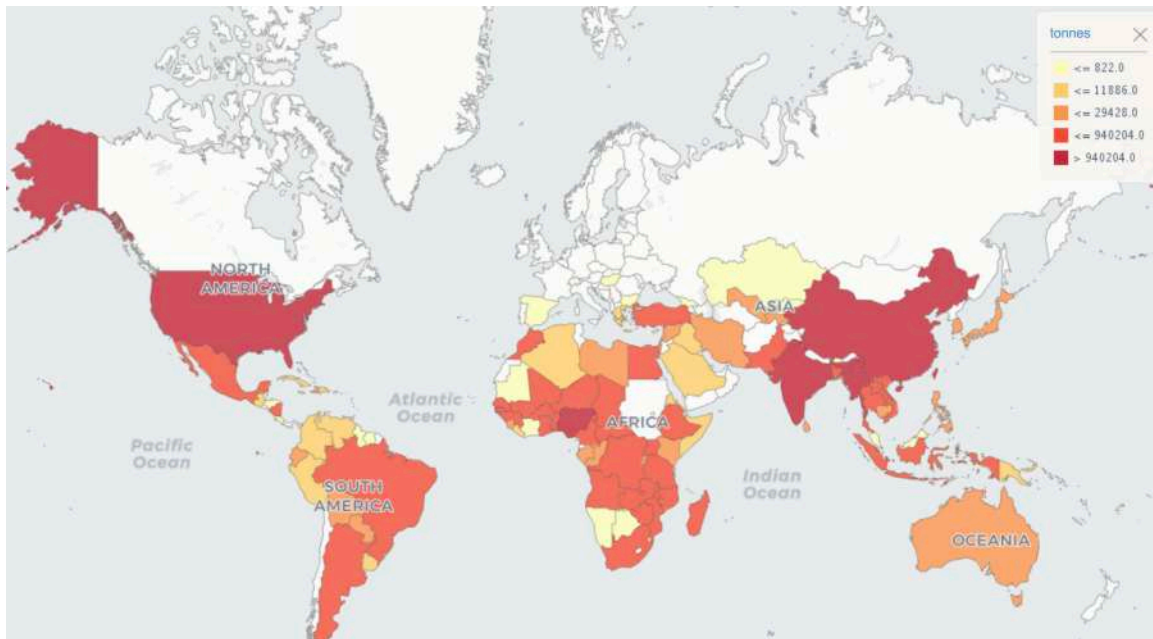 tonnes
<= 822.0
<= 11886.0
<= 29428.0
<= 940204.0
> 940204.0
NORTH
AMERICA
ASIA
Atlantic
Ocean
AFRICA
Pacific
Ocean
Indian
Ocean
SOUTH
AMERICA
OCEANIA